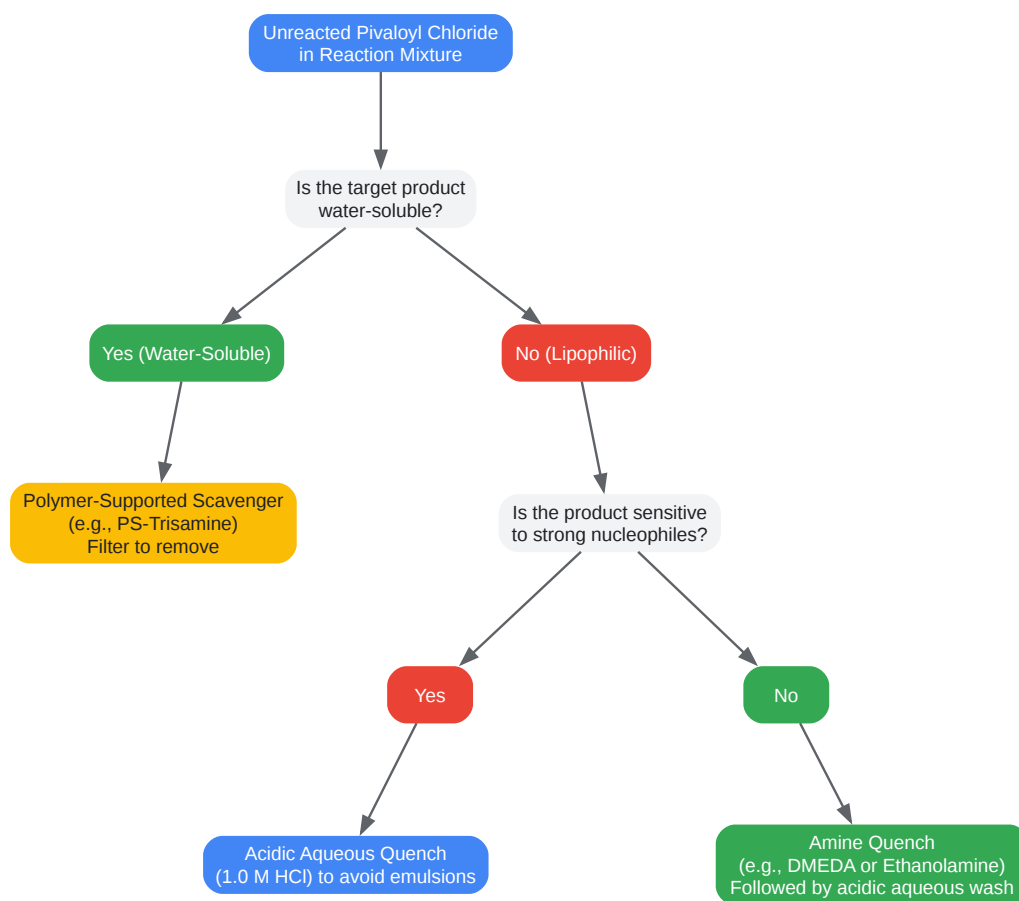 Unreacted Pivaloyl Chloride
in Reaction Mixture
Is the target product
water-soluble?
Yes (Water-Soluble)
No (Lipophilic)
Polymer-Supported Scavenger
(e.g., PS-Trisamine)
Filter to remove
Is the product sensitive
to strong nucleophiles?
Yes
No
Acidic Aqueous Quench
(1.0 M HCl) to avoid emulsions
Amine Quench
(e.g., DMEDA or Ethanolamine)
Followed by acidic aqueous wash